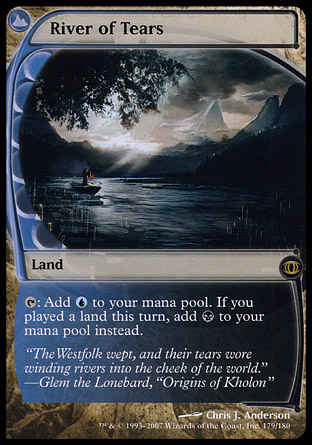 River of Tears
Land
: Add to your mana pool. If you
played a land this turn, add to your
mana pool instead.
“The Westfolk wept, and their tears wore
winding rivers into the cheek of the world.”
—Glem the Lonebard, “Origins of Kholon”
Chris J. Anderson
™ & © 1993–2007 Wizards of the Coast, Inc. 179/180